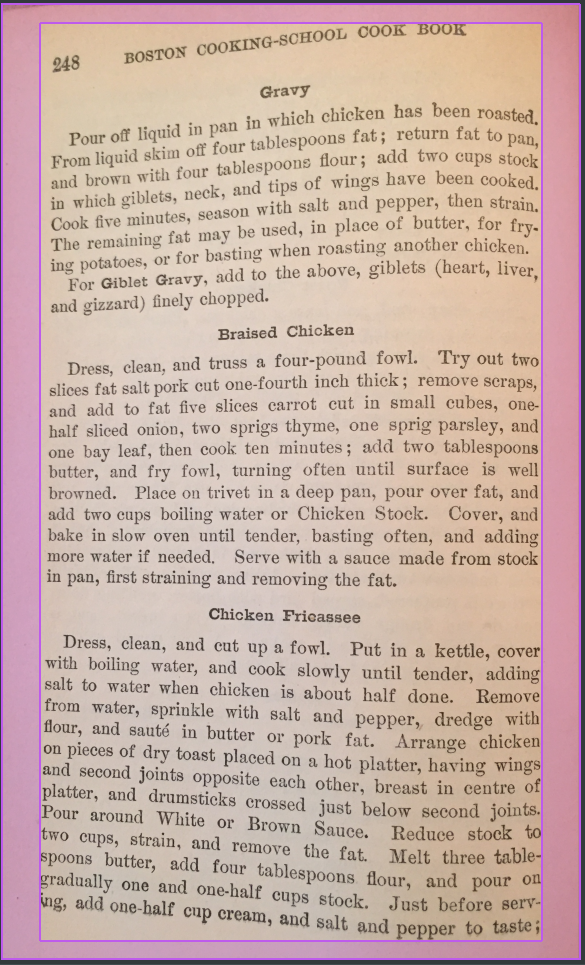 248 BOSTON COOKING-SCHOOL COOK BOOK
Gravy
Pour off liquid in pan in which chicken has been roasted.
From liquid skim off four tablespoons fat; return fat to pan,
and brown with four tablespoons flour; add two cups stock
in which giblets, neck, and tips of wings have been cooked.
Cook five minutes, season with salt and pepper, then strain.
The remaining fat may be used, in place of butter, for fry-
ing potatoes, or for basting when roasting another chicken.
For Giblet Gravy, add to the above, giblets (heart, liver,
and gizzard) finely chopped.
Braised Chicken
Dress, clean, and truss a four-pound fowl. Try out two
slices fat salt pork cut one-fourth inch thick; remove scraps,
and add to fat five slices carrot cut in small cubes, one-
half sliced onion, two sprigs thyme, one sprig parsley, and
one bay leaf, then cook ten minutes; add two tablespoons
butter, and fry fowl, turning often until surface is well
browned. Place on trivet in a deep pan, pour over fat, and
add two cups boiling water or Chicken Stock. Cover, and
bake in slow oven until tender, basting often, and adding
more water if needed. Serve with a sauce made from stock
in pan, first straining and removing the fat.
Chicken Fricassee
Dress, clean, and cut up a fowl. Put in a kettle, cover
with boiling water, and cook slowly until tender, adding
salt to water when chicken is about half done. Remove
from water, sprinkle with salt and pepper, dredge with
flour, and sauté in butter or pork fat. Arrange chicken
on pieces of dry toast placed on a hot platter, having wings
and second joints opposite each other, breast in centre of
platter, and drumsticks crossed just below second joints.
Pour around White or Brown Sauce. Reduce stock to
two cups, strain, and remove the fat. Melt three table-
spoons butter, add four tablespoons flour, and pour on
gradually one and one-half cups stock. Just before serv-
ing, add one-half cup cream, and salt and pepper to taste;